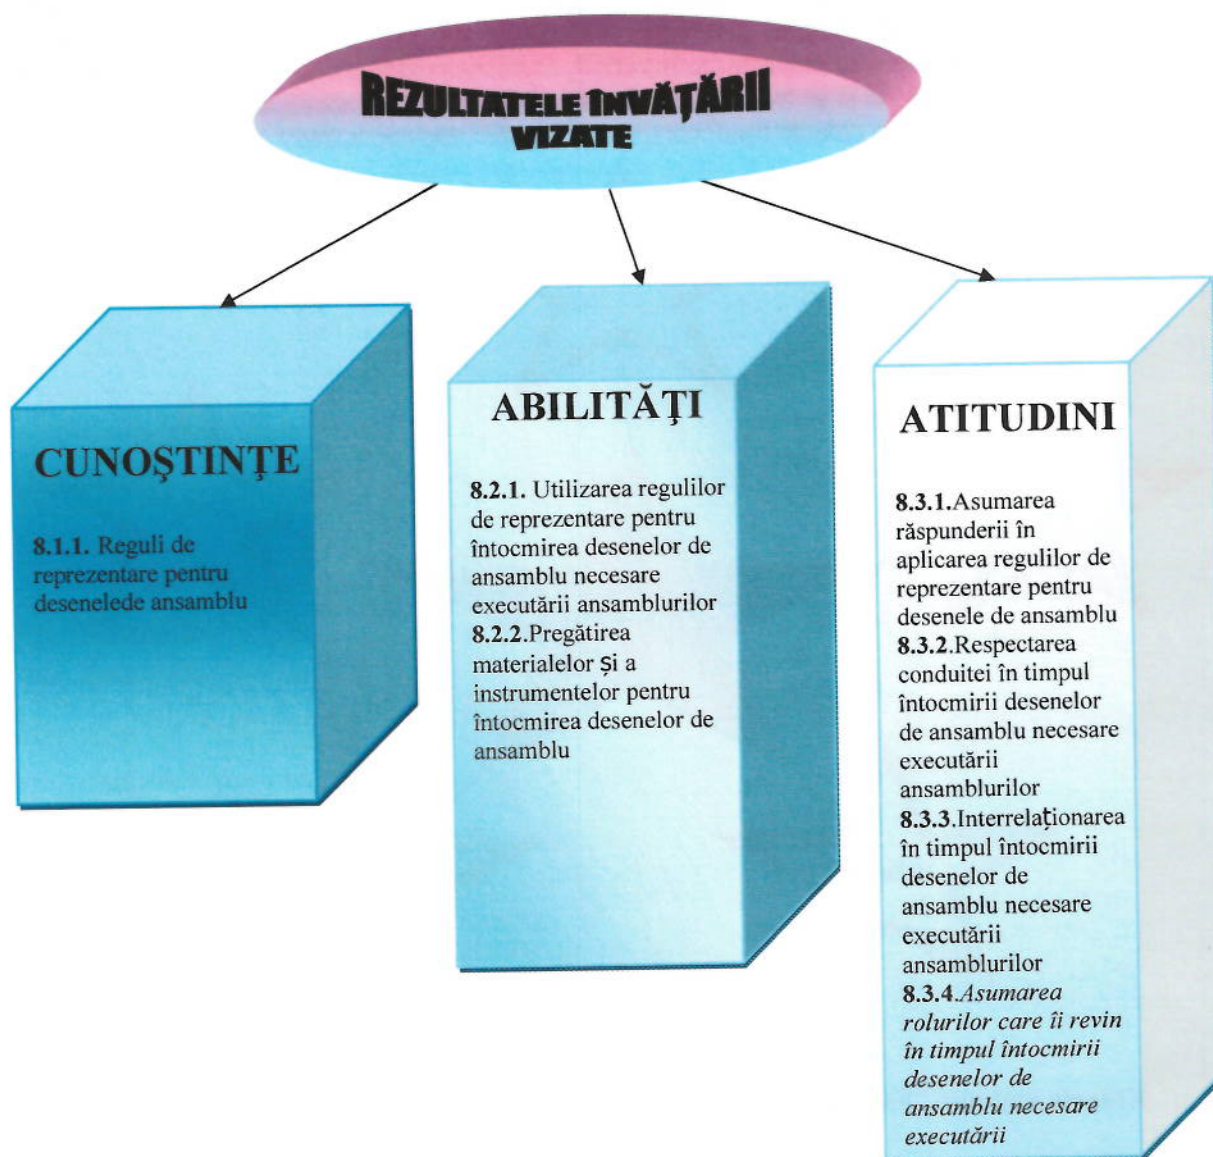 REZULTATELE ÎNVĂŢĂRII
VIZATE
CUNOŞTINŢE
8.1.1. Reguli de
reprezentare pentru
desenelede ansamblu
ABILITĂŢI
8.2.1. Utilizarea regulilor
de reprezentare pentru
întocmirea desenelor de
ansamblu necesare
executării ansamblurilor
8.2.2.Pregătirea
materialelor și a
instrumentelor pentru
întocmirea desenelor de
ansamblu
ATITUDINI
8.3.1.Asumarea
răspunderii în
aplicarea regulilor de
reprezentare pentru
desenele de ansamblu
8.3.2.Respectarea
conduitei în timpul
întocmirii desenelor
de ansamblu necesare
executării
ansamblurilor
8.3.3.Interrelaționarea
în timpul întocmirii
desenelor de
ansamblu necesare
executării
ansamblurilor
8.3.4.Asumarea
rolurilor care îi revin
în timpul întocmirii
desenelor de
ansamblu necesare
executării